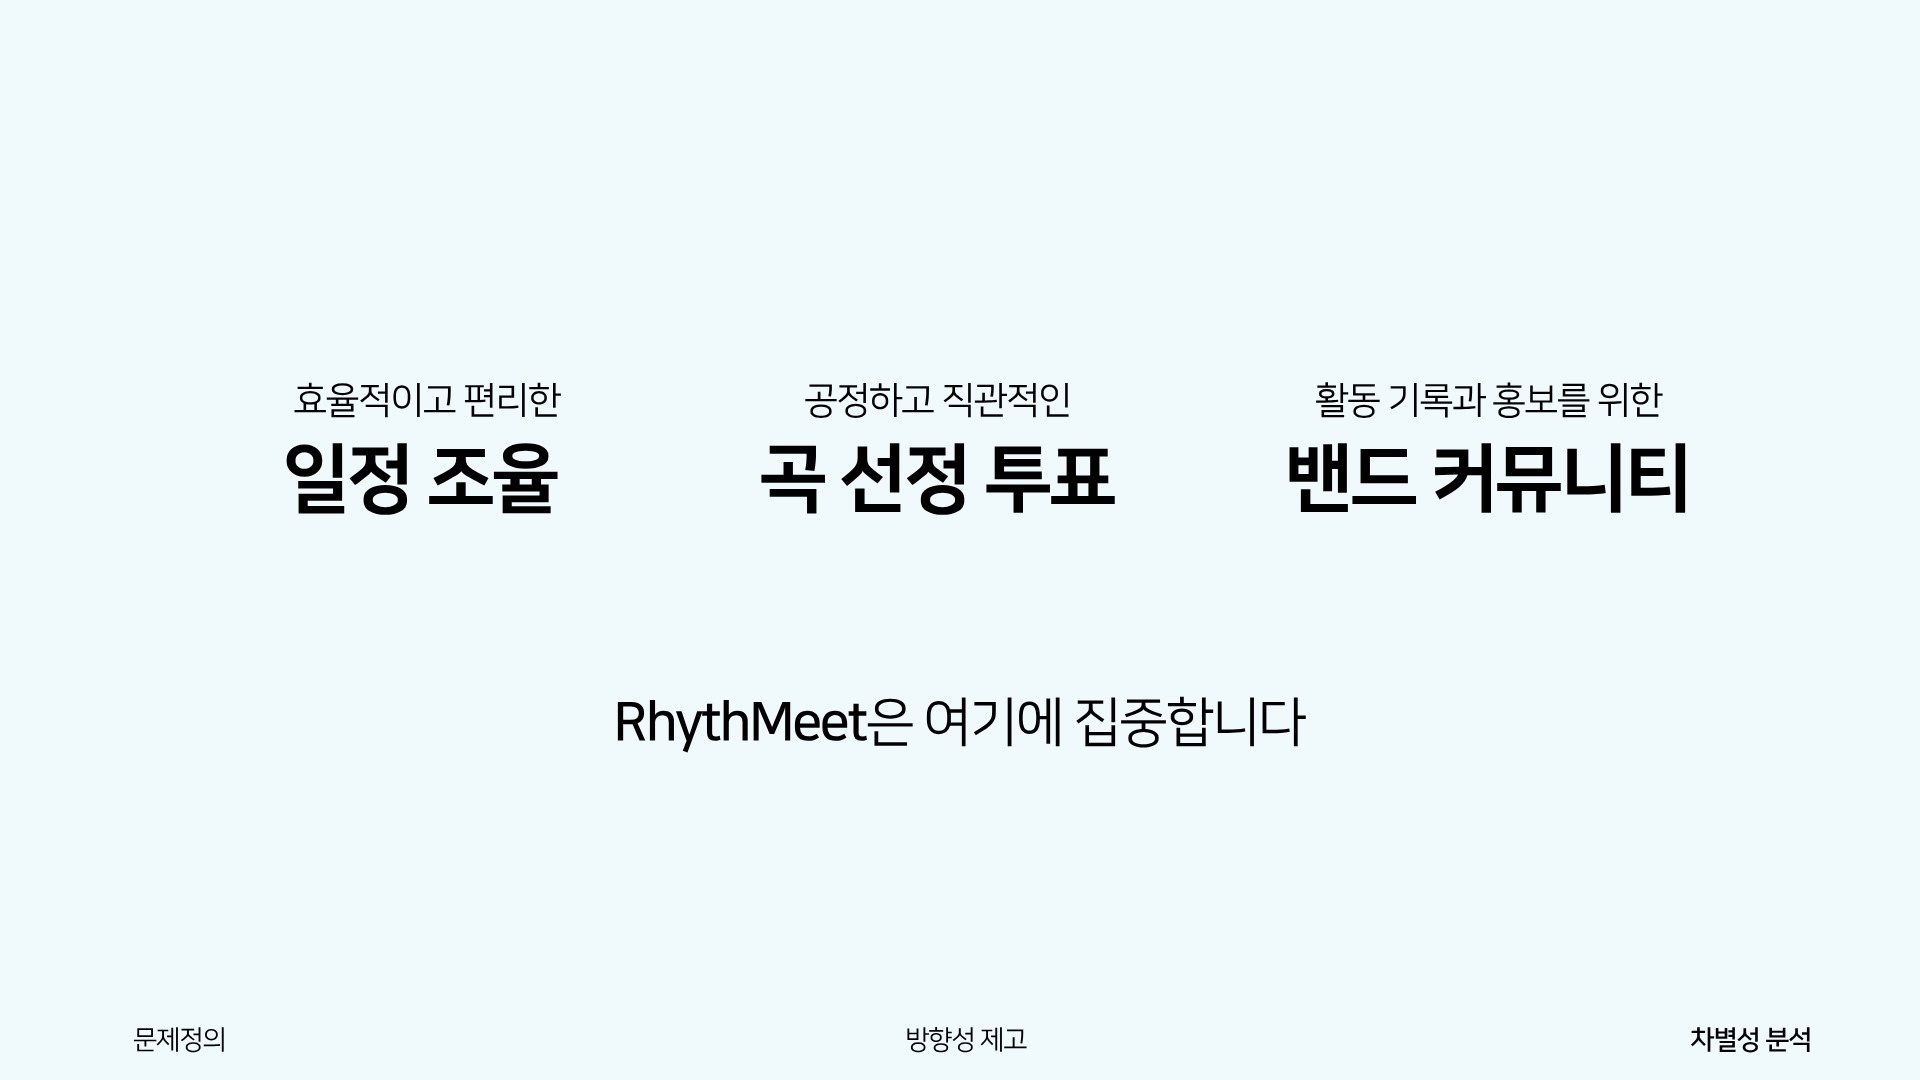 효율적이고 편리한
일정 조율
공정하고 직관적인
곡 선정 투표
활동 기록과 홍보를 위한
밴드 커뮤니티
RhythMeet은 여기에 집중합니다
문제정의
방향성 제고
차별성 분석